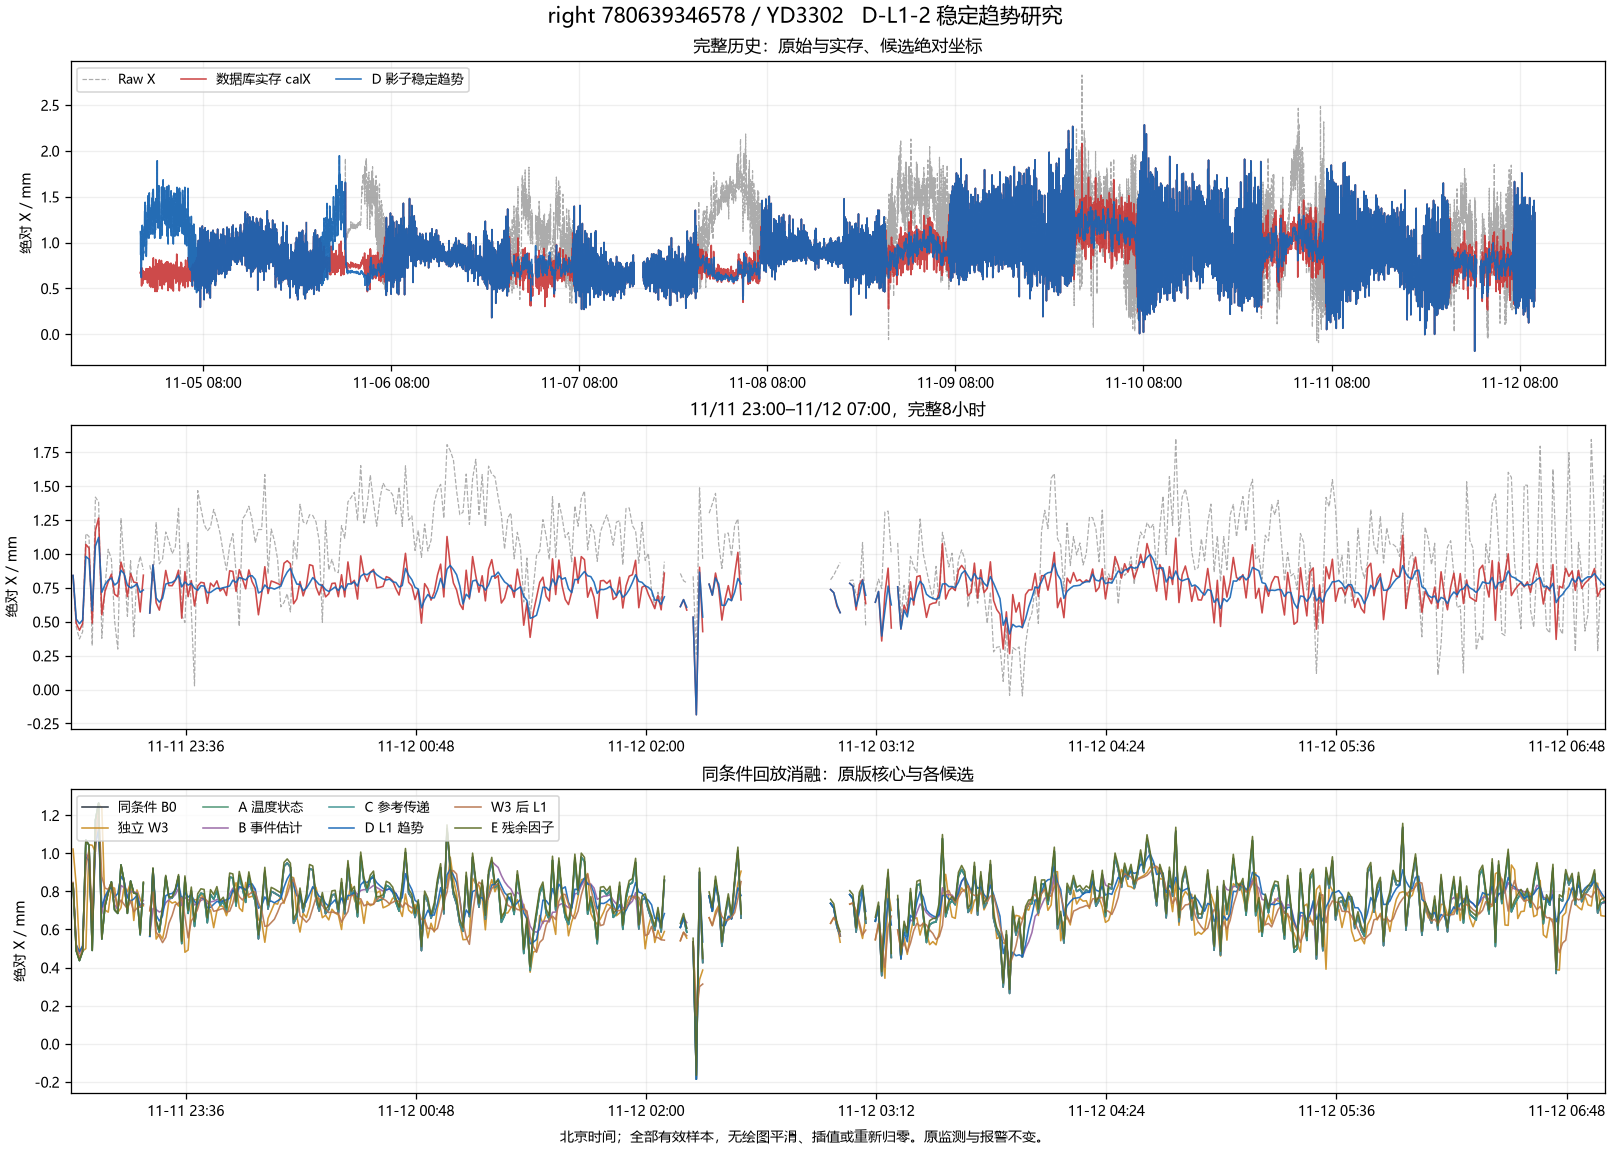 right 780639346578 / YD3302   D-L1-2 稳定趋势研究
完整历史：原始与实存、候选绝对坐标
Raw X
数据库实存 calX
D 影子稳定趋势
绝对 X / mm
2.5
2.0
1.5
1.0
0.5
0.0
11-05 08:00
11-06 08:00
11-07 08:00
11-08 08:00
11-09 08:00
11-10 08:00
11-11 08:00
11-12 08:00
11/11 23:00–11/12 07:00，完整8小时
绝对 X / mm
1.75
1.50
1.25
1.00
0.75
0.50
0.25
0.00
-0.25
11-11 23:36
11-12 00:48
11-12 02:00
11-12 03:12
11-12 04:24
11-12 05:36
11-12 06:48
同条件回放消融：原版核心与各候选
同条件 B0
A 温度状态
C 参考传递
W3 后 L1
独立 W3
B 事件估计
D L1 趋势
E 残余因子
绝对 X / mm
1.2
1.0
0.8
0.6
0.4
0.2
0.0
-0.2
11-11 23:36
11-12 00:48
11-12 02:00
11-12 03:12
11-12 04:24
11-12 05:36
11-12 06:48
北京时间；全部有效样本，无绘图平滑、插值或重新归零。原监测与报警不变。